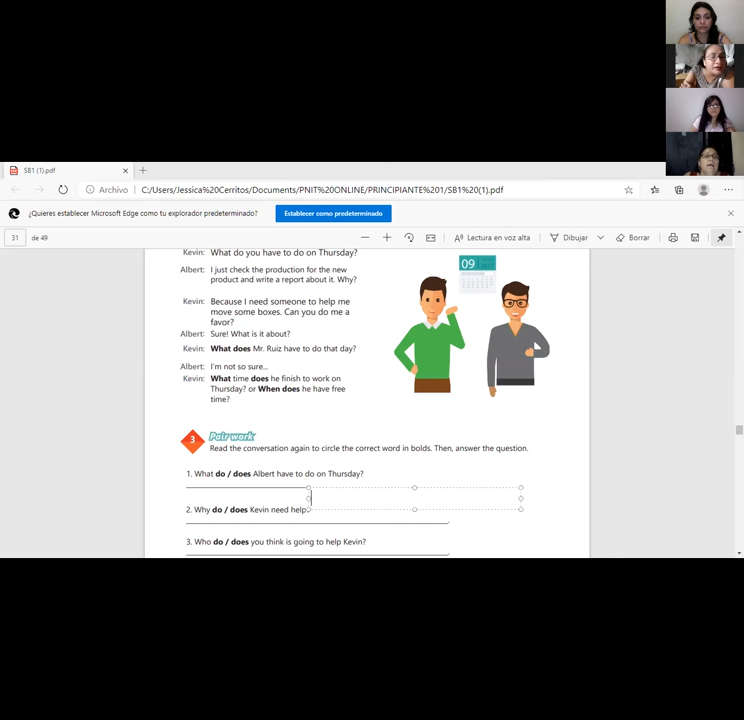 SB1 (1).pdf
Archivo
C:/Users/Jessica%20Cerritos/Documents/PNIT%20ONLINE/PRINCIPIANTE%201/SB1%20(1).pdf
¿Quieres establecer Microsoft Edge como tu explorador predeterminado?
Establecer como predeterminado
31 de 49
Lectura en voz alta
Dibujar
Borrar
Kevin: What do you have to do on Thursday?
Albert: I just check the production for the new
product and write a report about it. Why?
Kevin: Because I need someone to help me
move some boxes. Can you do me a
favor?
Albert: Sure! What is it about?
Kevin: What does Mr. Ruiz have to do that day?
Albert: I'm not so sure...
Kevin: What time does he finish to work on
Thursday? or When does he have free
time?
09
3
Pair work
Read the conversation again to circle the correct word in bolds. Then, answer the question.
1. What do / does Albert have to do on Thursday?
2. Why do / does Kevin need help
3. Who do / does you think is going to help Kevin?